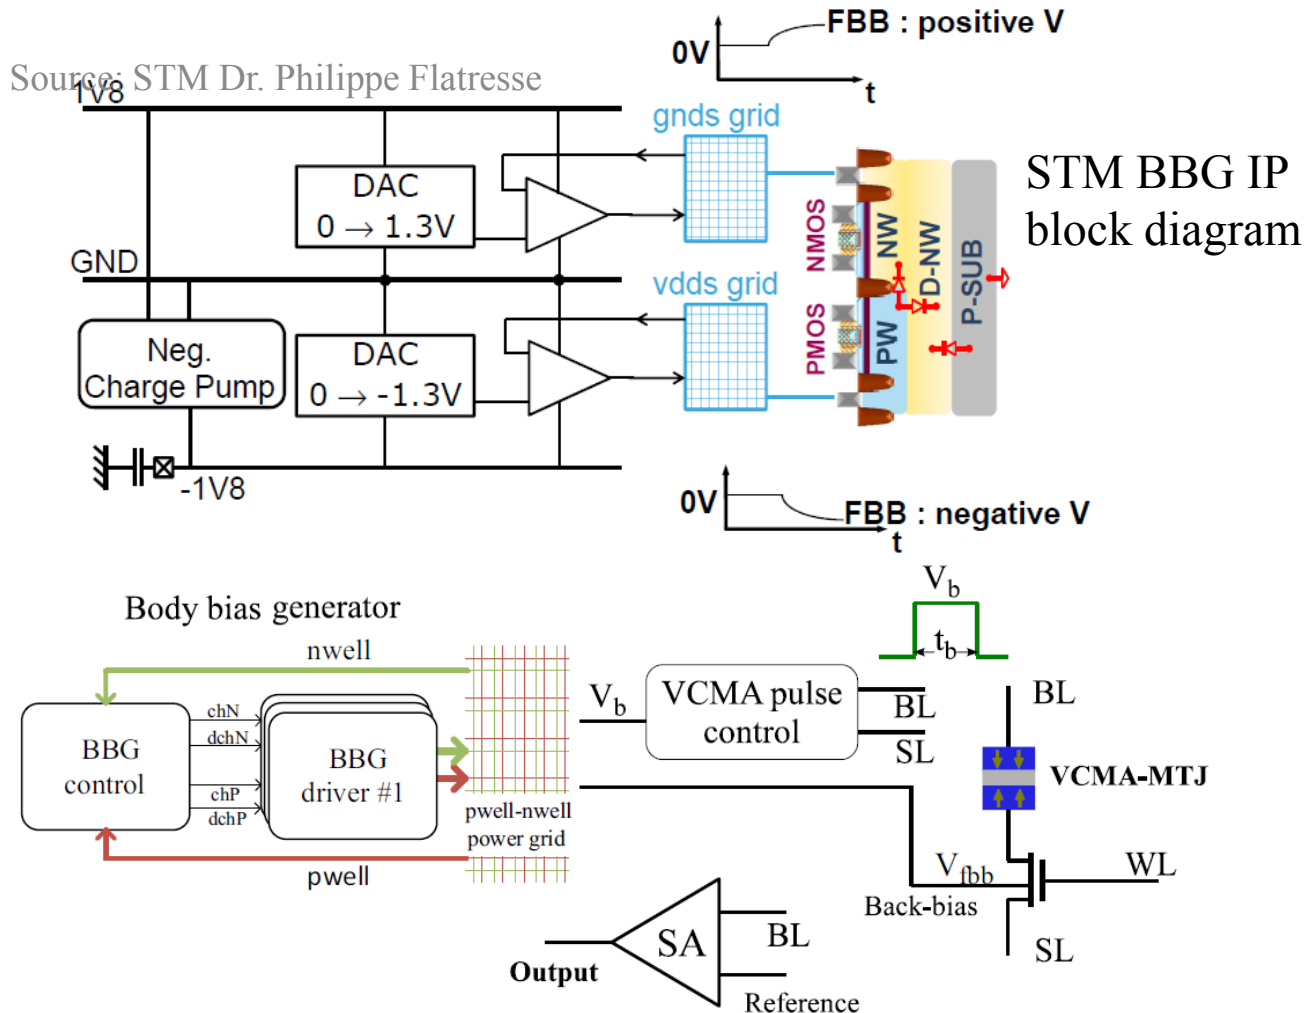 FBB : positive V
0V
t
Source: STM Dr. Philippe Flatresse
1V8
gnds grid
STM BBG IP
block diagram
DAC
0 → 1.3V
NMOS
NW
D-NW
P-SUB
GND
vdds grid
PMOS
PW
Neg.
Charge Pump
DAC
0 → -1.3V
-1V8
0V
FBB : negative V
t
Body bias generator
nwell
BBG
control
chN
dchN
chP
dchP
BBG
driver #1
pwell-nwell
power grid
pwell
Vb
VCMA pulse
control
BL
SL
Vb
tb
BL
VCMA-MTJ
Vfbb
Back-bias
WL
SL
SA
BL
Output
Reference